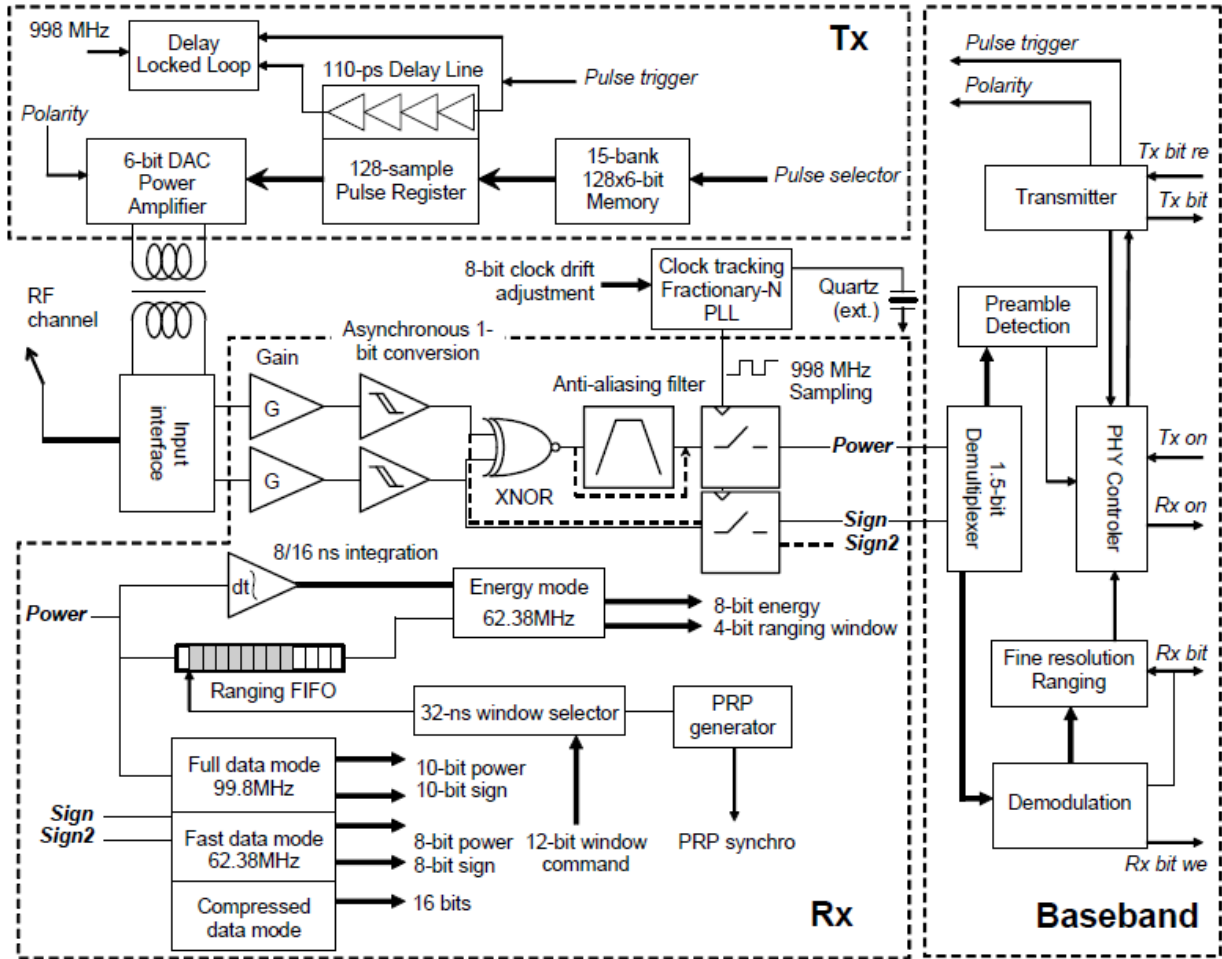 998 MHz
Delay
Locked Loop
Tx
110-ps Delay Line
Pulse trigger
Polarity
6-bit DAC
Power
Amplifier
128-sample
Pulse Register
15-bank
128x6-bit
Memory
Pulse selector
RF
channel
8-bit clock drift
adjustment
Clock tracking
Fractionary-N
PLL
Quartz
(ext.)
Input
interface
Gain
G
G
Asynchronous 1-
bit conversion
XNOR
Anti-aliasing filter
998 MHz
Sampling
Power
Sign
Sign2
8/16 ns integration
Power
dt
Energy mode
62.38MHz
8-bit energy
4-bit ranging window
Ranging FIFO
32-ns window selector
PRP
generator
Full data mode
99.8MHz
10-bit power
10-bit sign
Sign
Sign2
Fast data mode
62.38MHz
8-bit power
8-bit sign
12-bit window
command
PRP synchro
Compressed
data mode
16 bits
Rx
Pulse trigger
Polarity
Tx bit re
Transmitter
Tx bit
Preamble
Detection
1.5-bit
Demultiplexer
PHY Controler
Tx on
Rx on
Fine resolution
Ranging
Rx bit
Demodulation
Rx bit we
Baseband